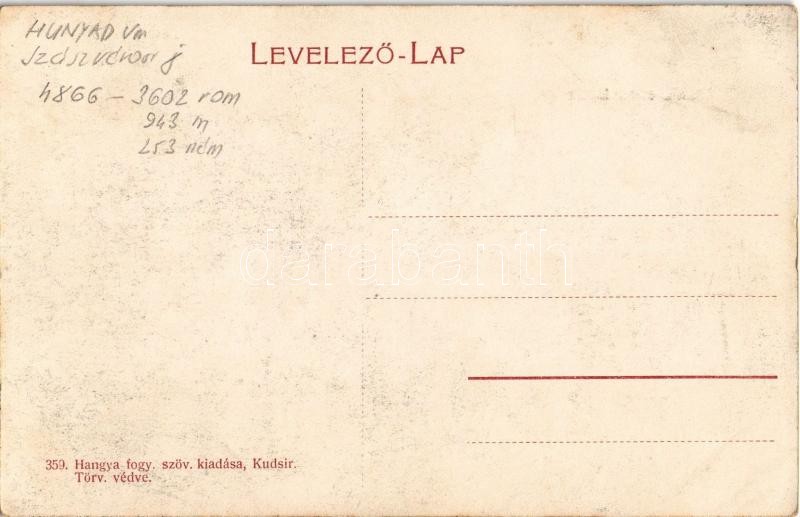 HUNYAD Vm
Szászváros j
LEVELEZŐ-LAP
4866 – 3602 rom
943 m
253 ném
darabanth
359. Hangya fogy. szöv. kiadása, Kudsir.
Törv. védve.